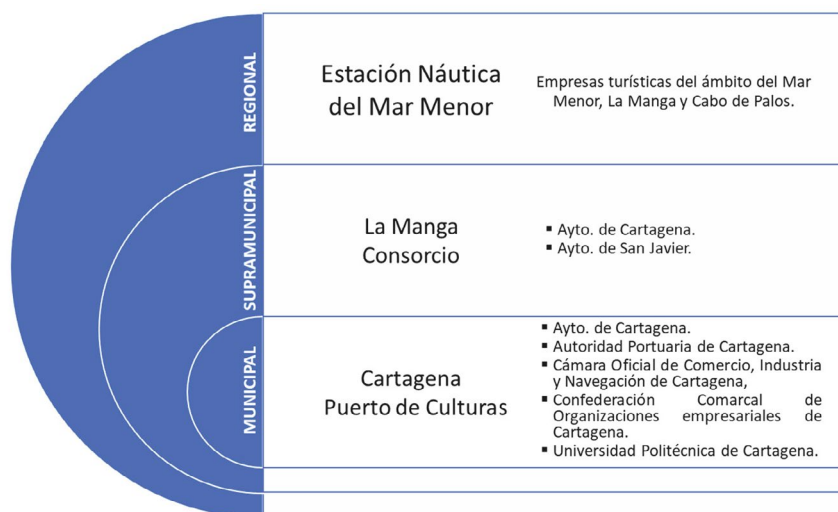 REGIONAL
Estación Náutica
del Mar Menor
Empresas turísticas del ámbito del Mar
Menor, La Manga y Cabo de Palos.
SUPRAMUNICIPAL
La Manga
Consorcio
▪ Ayto. de Cartagena.
▪ Ayto. de San Javier.
MUNICIPAL
Cartagena
Puerto de Culturas
▪ Ayto. de Cartagena.
▪ Autoridad Portuaria de Cartagena.
▪ Cámara Oficial de Comercio, Industria
y Navegación de Cartagena,
▪ Confederación Comarcal de
Organizaciones empresariales de
Cartagena.
▪ Universidad Politécnica de Cartagena.